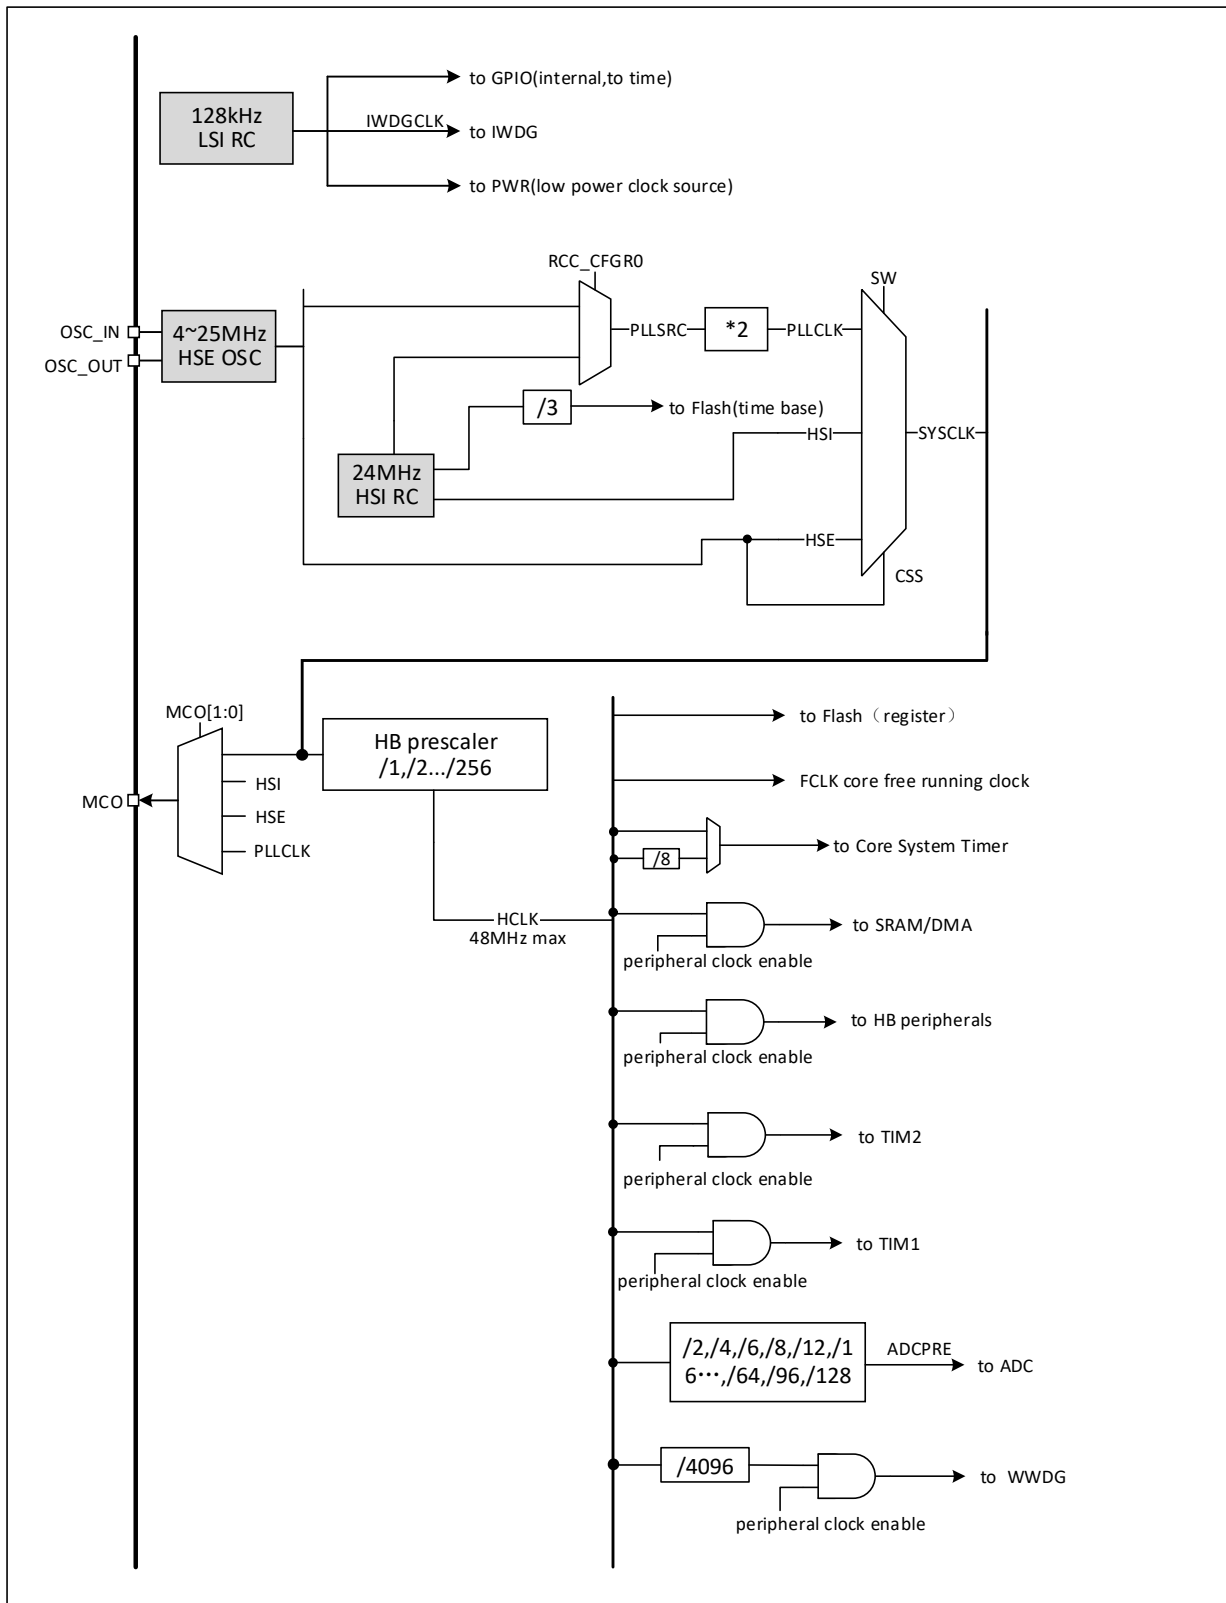 to GPIO(internal,to time)
128kHz
LSI RC
IWDGCLK
to IWDG
to PWR(low power clock source)
RCC_CFGR0
SW
OSC_IN
OSC_OUT
4~25MHz
HSE OSC
PLLSRC
*2
PLLCLK
/3
to Flash(time base)
HSI
SYSCLK
24MHz
HSI RC
HSE
CSS
MCO[1:0]
HB prescaler
/1,/2.../256
HSI
MCO
HSE
PLLCLK
to Flash（register）
FCLK core free running clock
to Core System Timer
/8
HCLK
48MHz max
to SRAM/DMA
peripheral clock enable
to HB peripherals
peripheral clock enable
to TIM2
peripheral clock enable
to TIM1
peripheral clock enable
/2,/4,/6,/8,/12,/1
6···,/64,/96,/128
ADCPRE
to ADC
/4096
to WWDG
peripheral clock enable